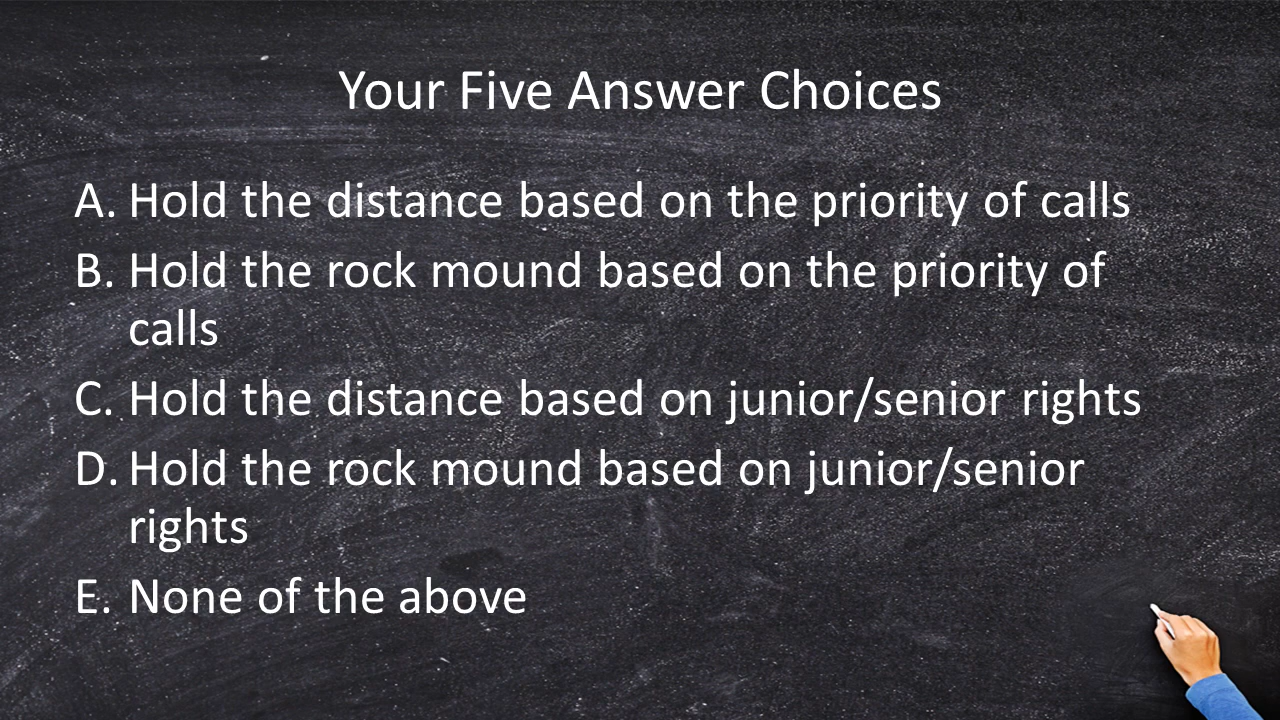 Your Five Answer Choices
A. Hold the distance based on the priority of calls
B. Hold the rock mound based on the priority of
calls
C. Hold the distance based on junior/senior rights
D. Hold the rock mound based on junior/senior
rights
E. None of the above